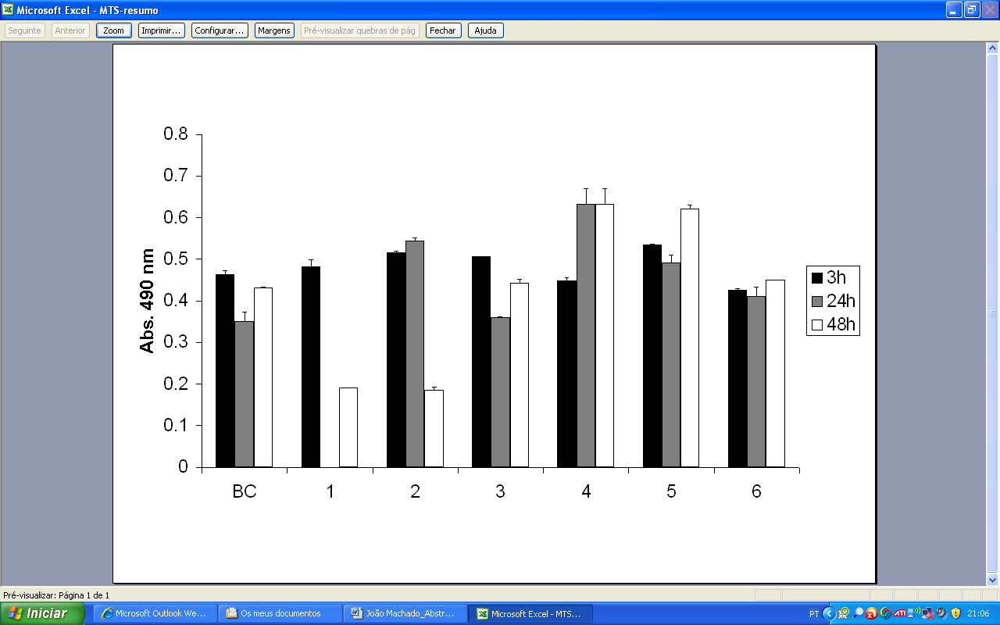 Microsoft Excel - MTS-resumo
Seguinte Anterior Zoom Imprimir... Configurar... Margens Pré-visualizar quebras de pág Fechar Ajuda
0.8
0.7
0.6
0.5
0.4
0.3
0.2
0.1
0
Abs. 490 nm
BC 1 2 3 4 5 6
3h
24h
48h
Pré-visualizar: Página 1 de 1
Iniciar Microsoft Outlook We... Os meus documentos João Machado_Abstr... Microsoft Excel - MTS... PT ATI 21:06